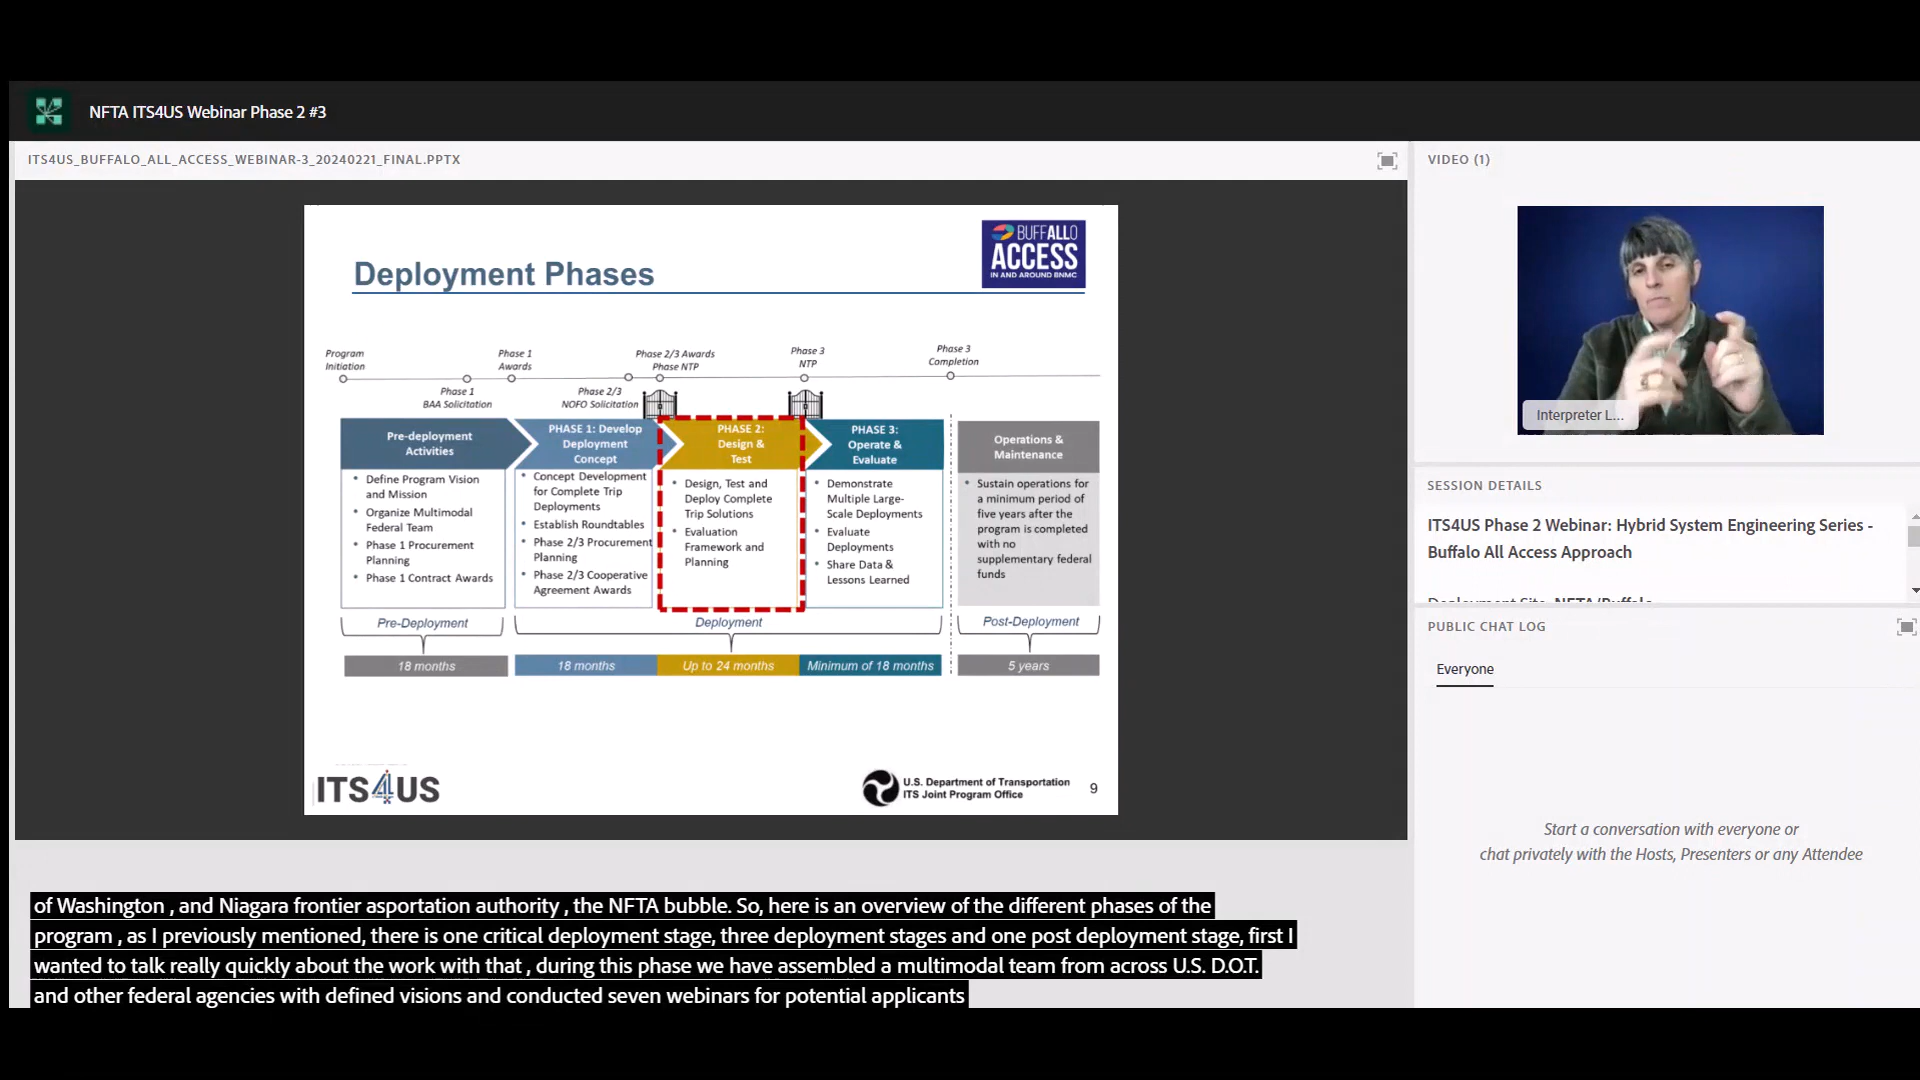 NFTA ITS4US Webinar Phase 2 #3
ITS4US_BUFFALO_ALL_ACCESS_WEBINAR-3_20240221_FINAL.PPTX
BUFFALLO
ACCESS
IN AND AROUND BNMC
Deployment Phases
Program
Initiation
Phase 1
Awards
Phase 2/3 Awards
Phase NTP
Phase 3
NTP
Phase 3
Completion
Phase 1
BAA Solicitation
Phase 2/3
NOFO Solicitation
Pre-deployment
Activities
• Define Program Vision
and Mission
• Organize Multimodal
Federal Team
• Phase 1 Procurement
Planning
• Phase 1 Contract Awards
PHASE 1: Develop
Deployment
Concept
• Concept Development
for Complete Trip
Deployments
• Establish Roundtables
• Phase 2/3 Procurement
Planning
• Phase 2/3 Cooperative
Agreement Awards
PHASE 2:
Design &
Test
• Design, Test and
Deploy Complete
Trip Solutions
• Evaluation
Framework and
Planning
PHASE 3:
Operate &
Evaluate
• Demonstrate
Multiple Large-
Scale Deployments
• Evaluate
Deployments
• Share Data &
Lessons Learned
Operations &
Maintenance
• Sustain operations for
a minimum period of
five years after the
program is completed
with no
supplementary federal
funds
Pre-Deployment
Deployment
Post-Deployment
18 months
18 months
Up to 24 months
Minimum of 18 months
5 years
ITS4US
U.S. Department of Transportation
ITS Joint Program Office
9
of Washington , and Niagara frontier asportation authority , the NFTA bubble. So, here is an overview of the different phases of the
program , as I previously mentioned, there is one critical deployment stage, three deployment stages and one post deployment stage, first I
wanted to talk really quickly about the work with that , during this phase we have assembled a multimodal team from across U.S. D.O.T.
and other federal agencies with defined visions and conducted seven webinars for potential applicants
VIDEO (1)
Interpreter L...
SESSION DETAILS
ITS4US Phase 2 Webinar: Hybrid System Engineering Series -
Buffalo All Access Approach
Deployment Site: NFTA/Buffalo
PUBLIC CHAT LOG
Everyone
Start a conversation with everyone or
chat privately with the Hosts, Presenters or any Attendee